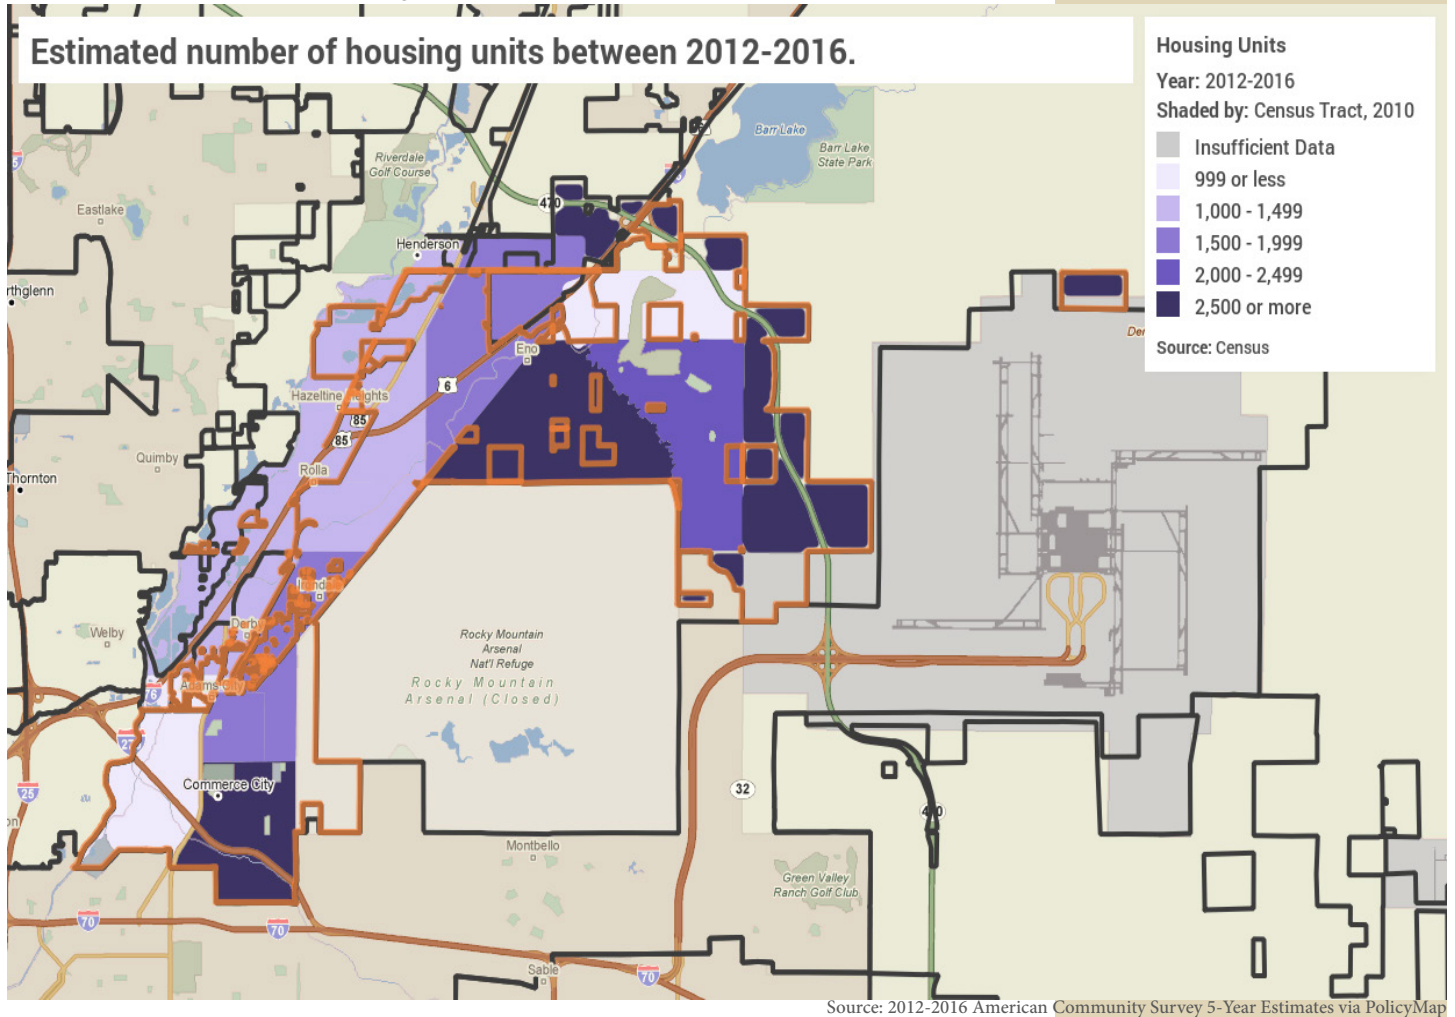 Estimated number of housing units between 2012-2016.
Housing Units
Year: 2012-2016
Shaded by: Census Tract, 2010
Insufficient Data
999 or less
1,000 - 1,499
1,500 - 1,999
2,000 - 2,499
2,500 or more
Source: Census
Barr Lake
Barr Lake
State Park
Riverdale
Golf Course
Eastlake
470
Henderson
rthglenn
Den
Eno
6
Hazeltine Heights
85
85
Quimby
Rolla
Thornton
Irondale
Derby
Welby
Rocky Mountain
Arsenal
Nat'l Refuge
Rocky Mountain
Arsenal (Closed)
Adams City
76
25
Commerce City
32
470
on
Montbello
Green Valley
Ranch Golf Club
70
70
Sable
70
Source: 2012-2016 American Community Survey 5-Year Estimates via PolicyMap